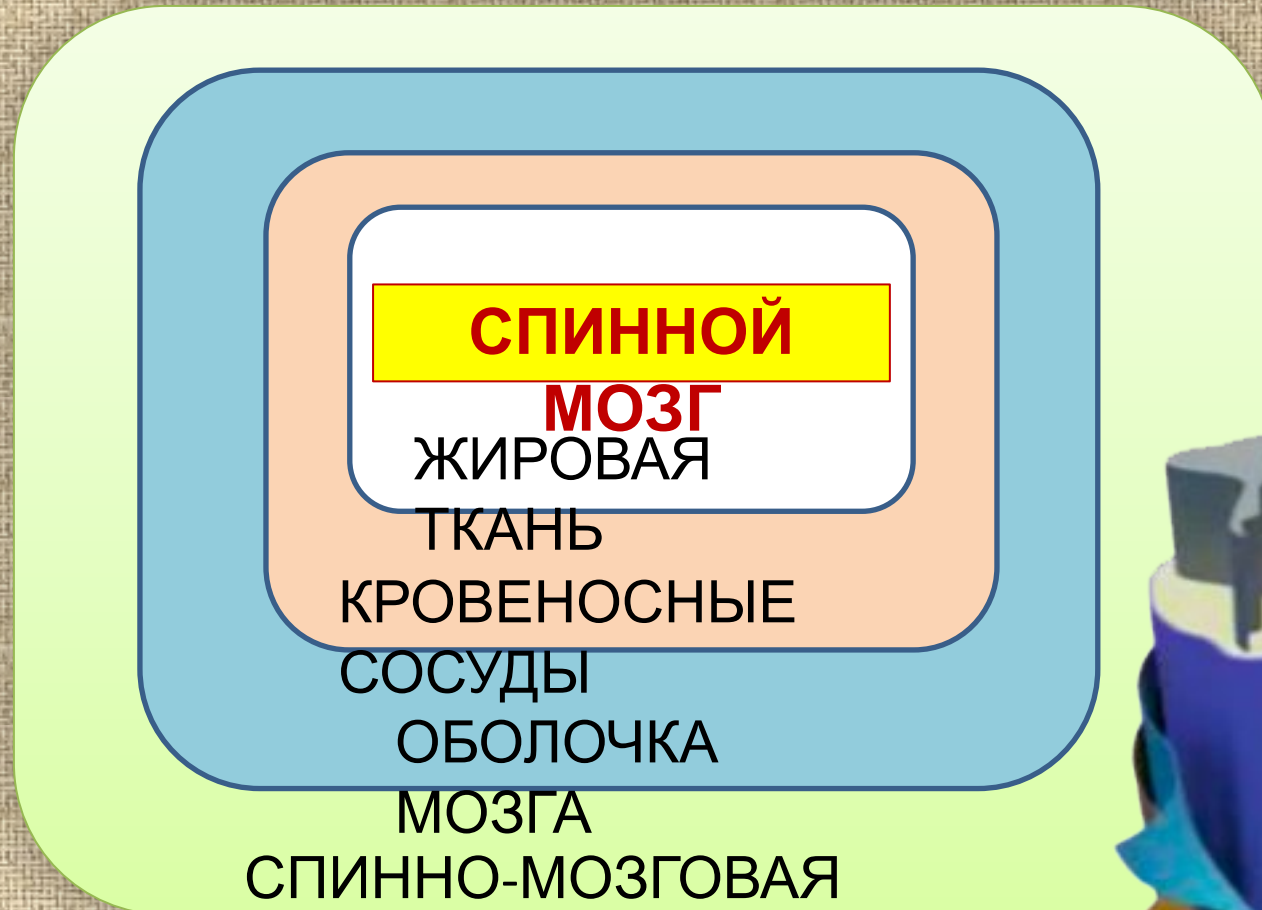 СПИННОЙ
МОЗГ
ЖИРОВАЯ
ТКАНЬ
КРОВЕНОСНЫЕ
СОСУДЫ
ОБОЛОЧКА
МОЗГА
СПИННО-МОЗГОВАЯ